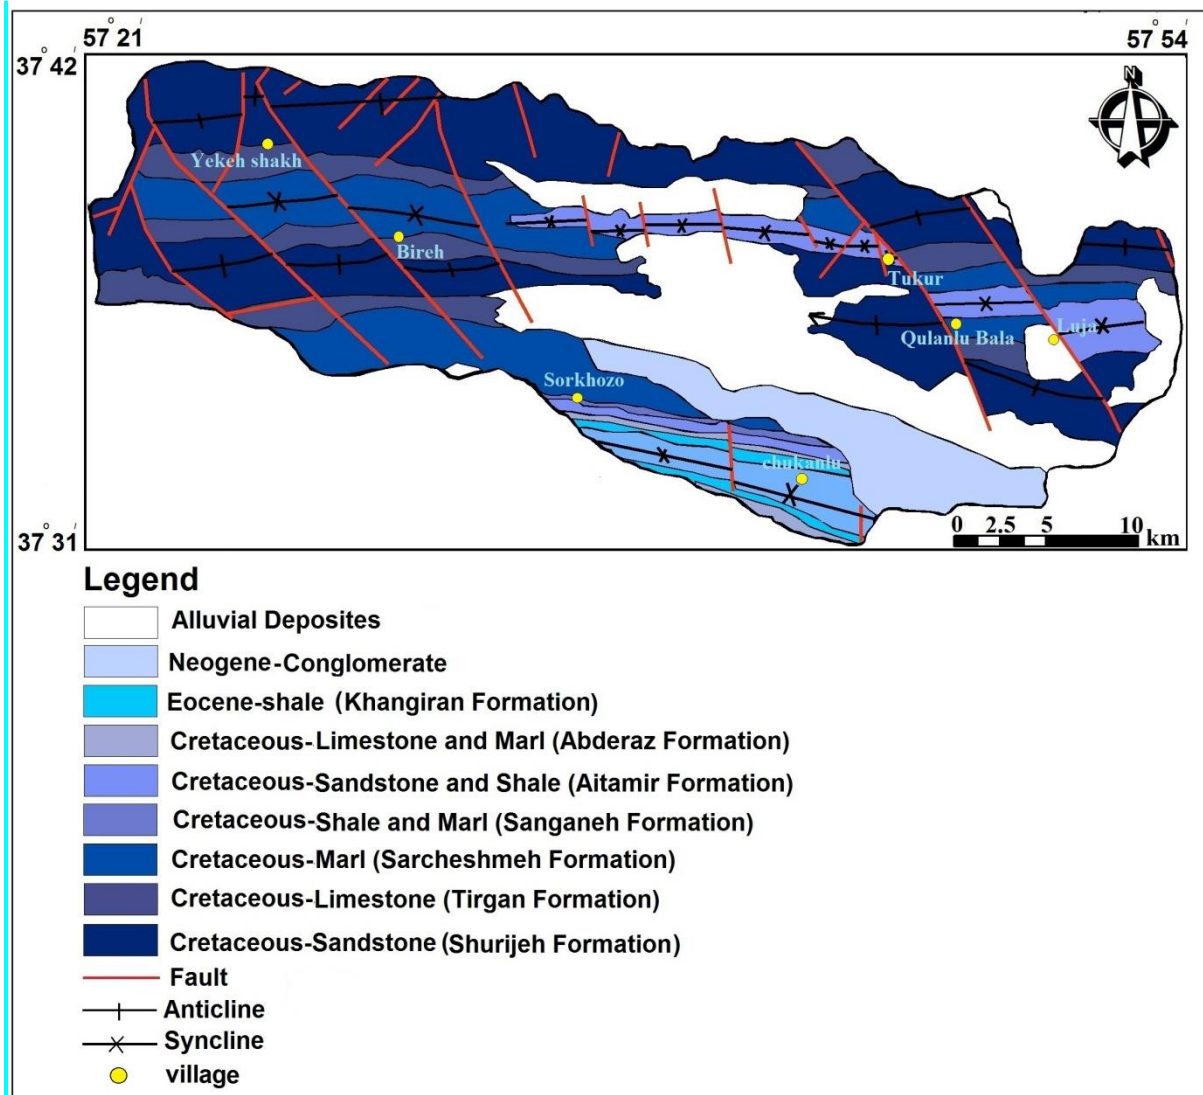 57° 21'
57° 54'
37° 42'
N
Yekeh shakh
Bireh
Tukur
Qulanlu Bala
Luja
Sorkhozo
chukanlu
0 2.5 5 10
km
37° 31'
Legend
Alluvial Deposites
Neogene-Conglomerate
Eocene-shale (Khangiran Formation)
Cretaceous-Limestone and Marl (Abderaz Formation)
Cretaceous-Sandstone and Shale (Aitamir Formation)
Cretaceous-Shale and Marl (Sanganeh Formation)
Cretaceous-Marl (Sarcheshmeh Formation)
Cretaceous-Limestone (Tirgan Formation)
Cretaceous-Sandstone (Shurijeh Formation)
Fault
Anticline
Syncline
village